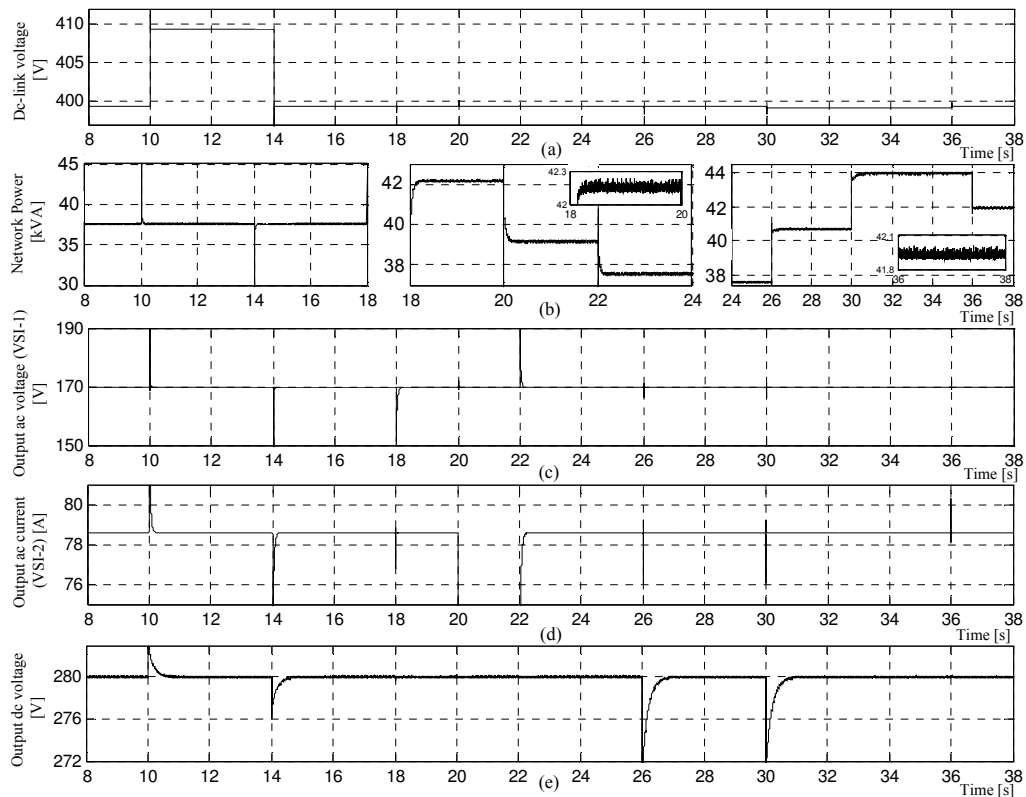 Dc-link voltage
[V]
410
405
400
8 10 12 14 16 18 20 22 24 26 28 30 32 34 36 38
(a)
Time [s]
Network Power
[kVA]
45
40
35
30
8 10 12 14 16 18
42
40
38
18 20 22 24
42.3
42
18 20
44
42
40
38
24 26 28 30 32 34 36 38
42.1
41.8
36 38
(b)
Time [s]
Output ac voltage (VSI-1)
[V]
190
170
150
8 10 12 14 16 18 20 22 24 26 28 30 32 34 36 38
(c)
Time [s]
Output ac current
(VSI-2) [A]
80
78
76
8 10 12 14 16 18 20 22 24 26 28 30 32 34 36 38
(d)
Time [s]
Output dc voltage
[V]
280
276
272
8 10 12 14 16 18 20 22 24 26 28 30 32 34 36 38
(e)
Time [s]